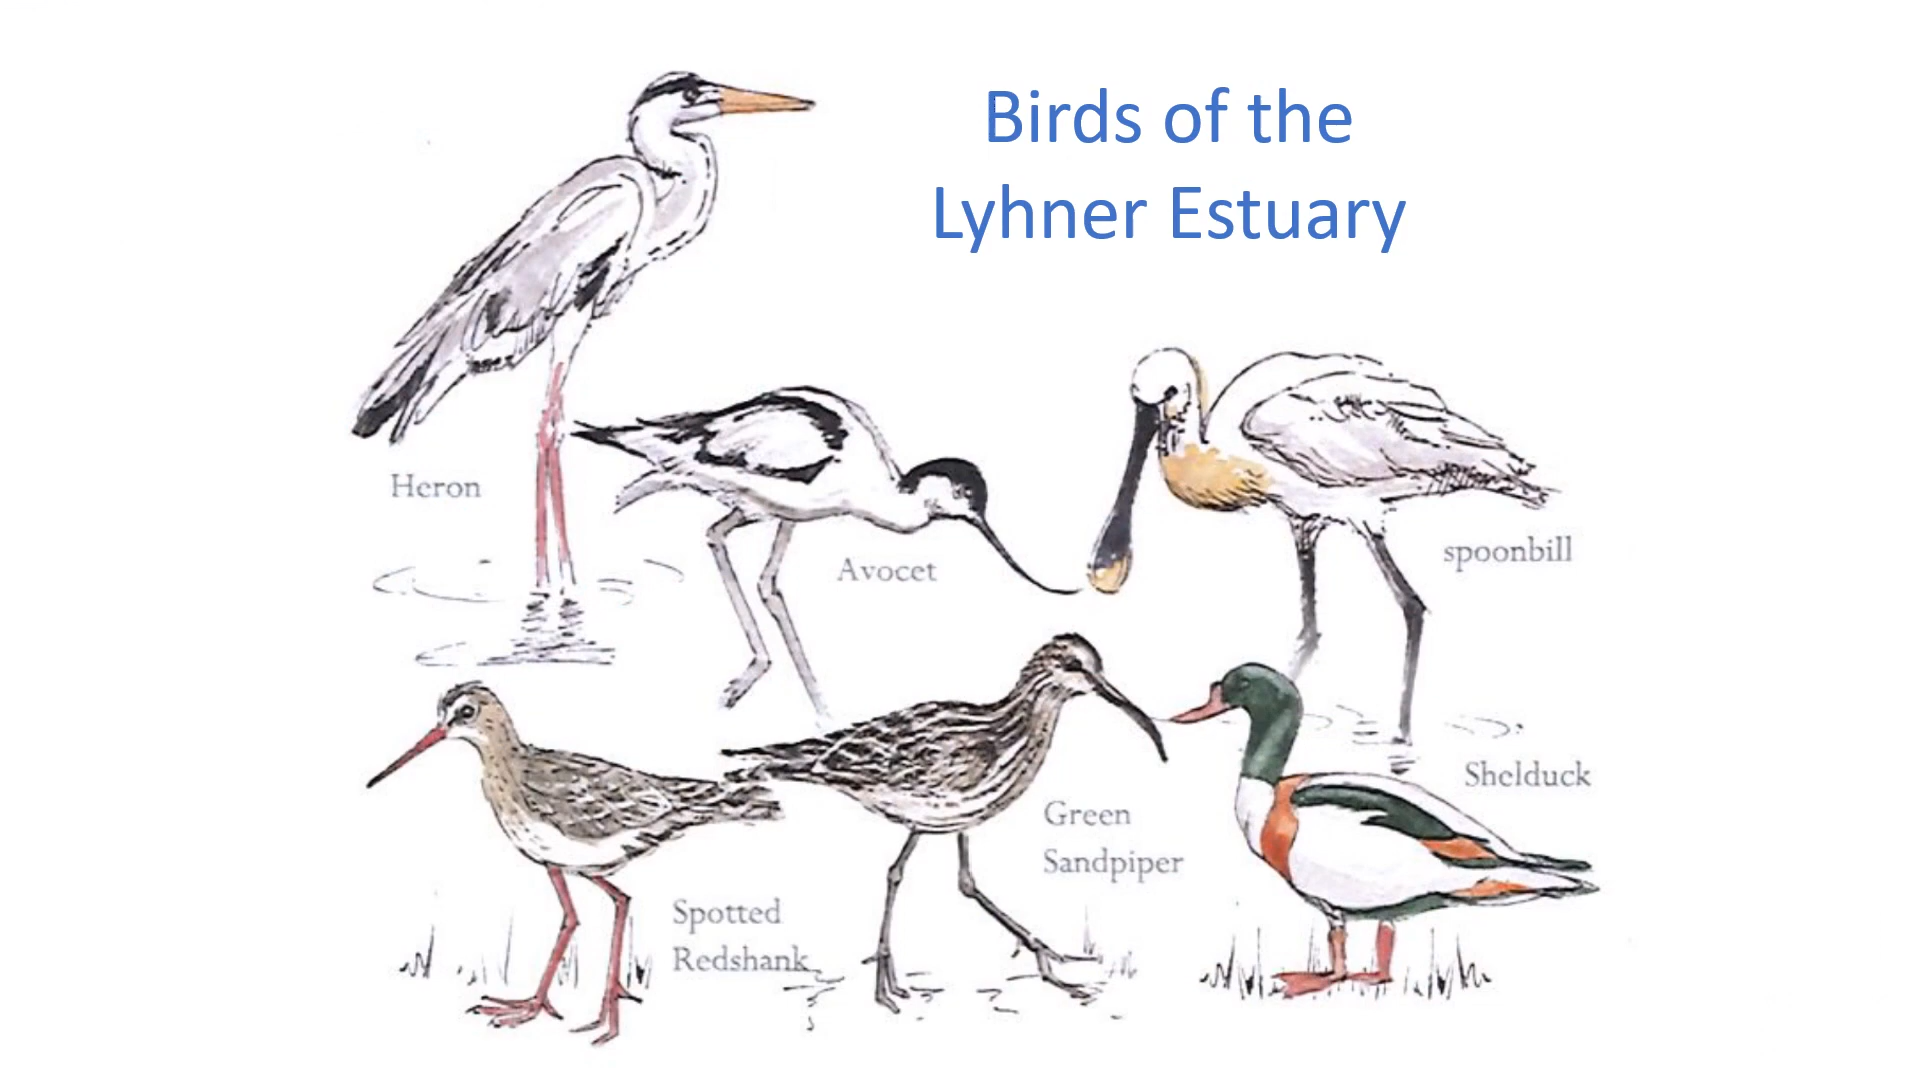 Birds of the
Lyhner Estuary
Heron
Avocet
spoonbill
Shelduck
Green
Sandpiper
Spotted
Redshank